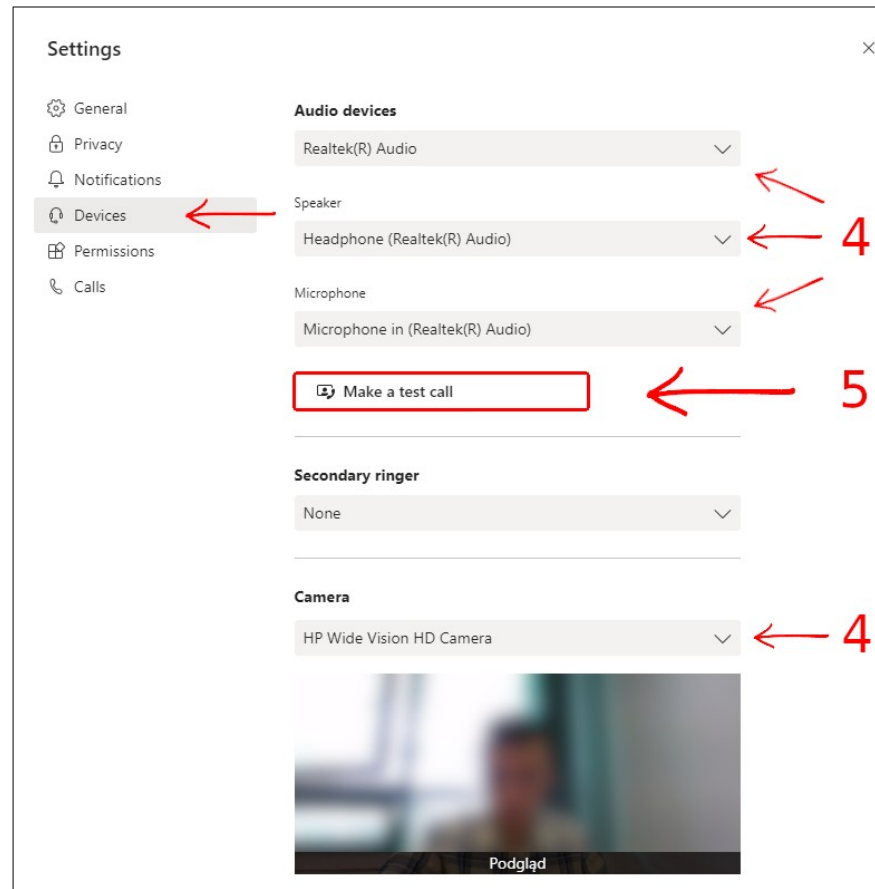 Settings
General
Privacy
Notifications
Devices
Permissions
Calls
Audio devices
Realtek(R) Audio
Speaker
Headphone (Realtek(R) Audio)
4
Microphone
Microphone in (Realtek(R) Audio)
Make a test call
5
Secondary ringer
None
Camera
HP Wide Vision HD Camera
4
Podgląd